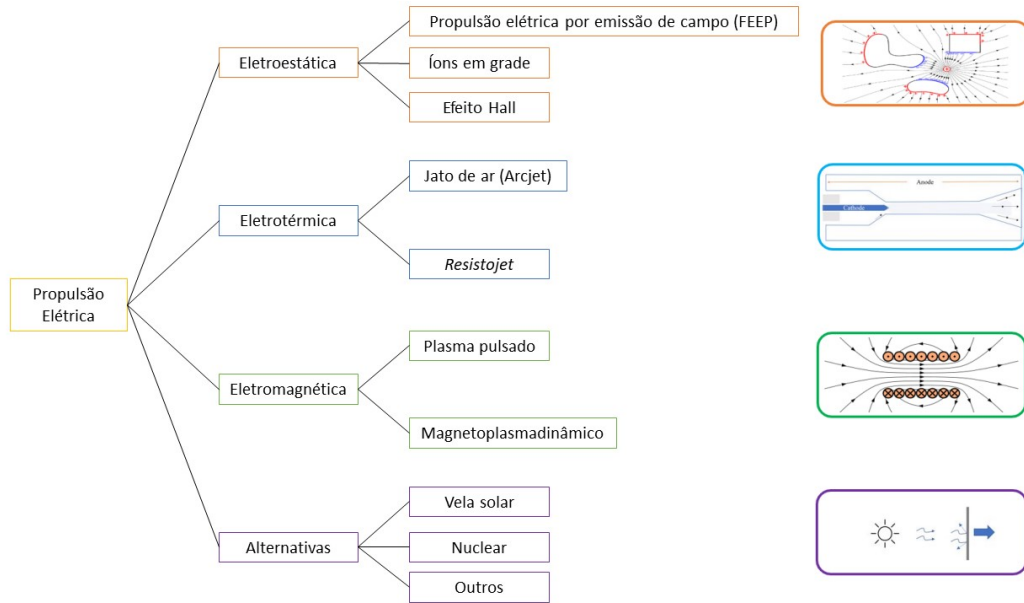 Propulsão elétrica por emissão de campo (FEEP)
Eletroestática
Íons em grade
Efeito Hall
Jato de ar (Arcjet)
Anode
Cathode
Eletrotérmica
Resistojet
Propulsão
Elétrica
Plasma pulsado
Eletromagnética
Magnetoplasmadinâmico
Vela solar
Alternativas
Nuclear
Outros